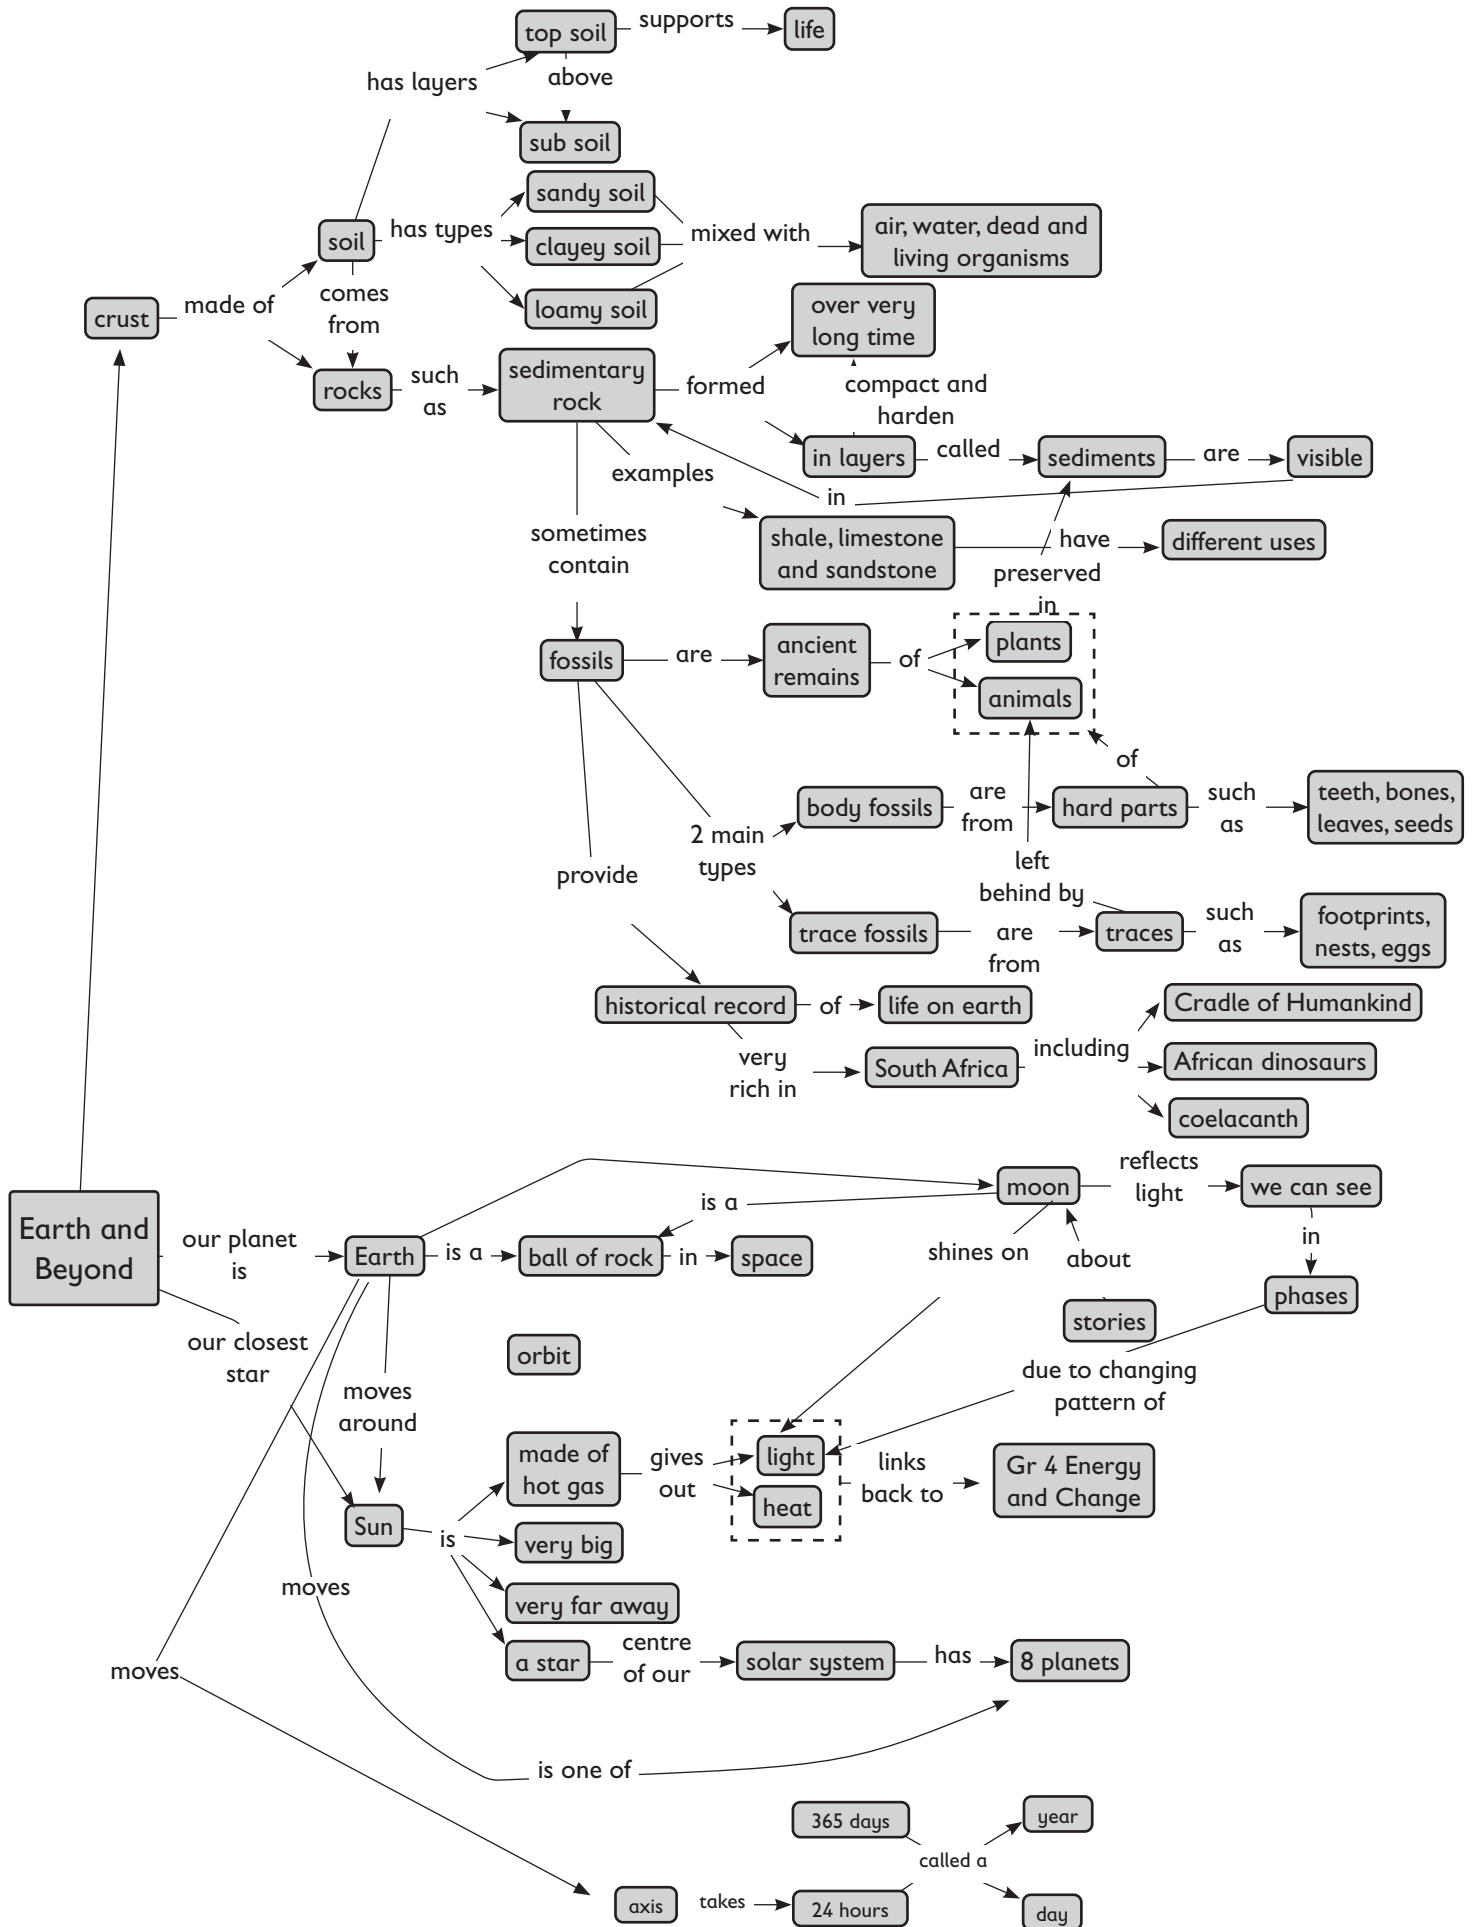 top soil
supports
life
has layers
above
sub soil
sandy soil
soil
has types
clayey soil
mixed with
air, water, dead and
living organisms
loamy soil
crust
made of
comes
from
over very
long time
rocks
such
as
sedimentary
rock
formed
compact and
harden
in layers
called
sediments
are
visible
examples
in
sometimes
contain
shale, limestone
and sandstone
have
different uses
preserved
in
fossils
are
ancient
remains
of
plants
animals
of
body fossils
are
from
hard parts
such
as
teeth, bones,
leaves, seeds
2 main
types
provide
left
behind by
trace fossils
are
from
traces
such
as
footprints,
nests, eggs
historical record
of
life on earth
Cradle of Humankind
very
rich in
South Africa
including
African dinosaurs
coelacanth
moon
reflects
light
we can see
is a
Earth and
Beyond
our planet
is
Earth
is a
ball of rock
in
space
shines on
about
in
phases
stories
our closest
star
orbit
moves
around
due to changing
pattern of
made of
hot gas
gives
out
light
heat
links
back to
Gr 4 Energy
and Change
Sun
is
very big
moves
very far away
a star
centre
of our
solar system
has
8 planets
moves
is one of
365 days
year
called a
axis
takes
24 hours
day